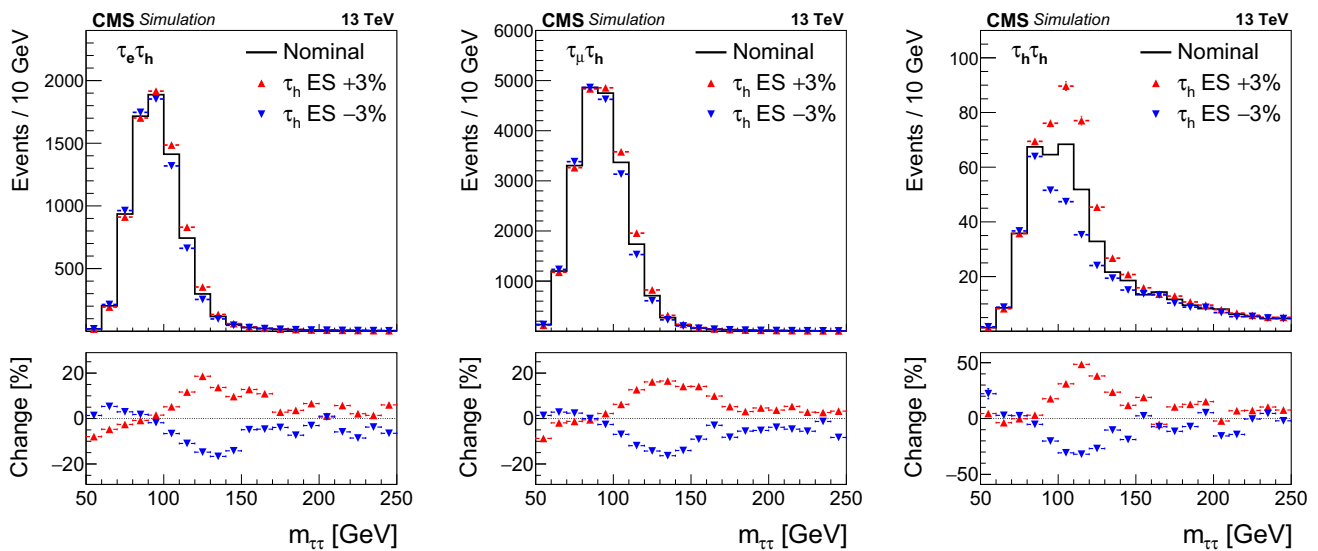 CMS Simulation 13 TeV
Events / 10 GeV
τeτh
Nominal
τh ES +3%
τh ES −3%
2000
1500
1000
500
Change [%]
20
0
−20
50 100 150 200 250
mττ [GeV]
CMS Simulation 13 TeV
Events / 10 GeV
6000
5000
4000
3000
2000
1000
τμτh
Nominal
τh ES +3%
τh ES −3%
Change [%]
20
0
−20
50 100 150 200 250
mττ [GeV]
CMS Simulation 13 TeV
Events / 10 GeV
100
80
60
40
20
τhτh
Nominal
τh ES +3%
τh ES −3%
Change [%]
50
0
−50
50 100 150 200 250
mττ [GeV]